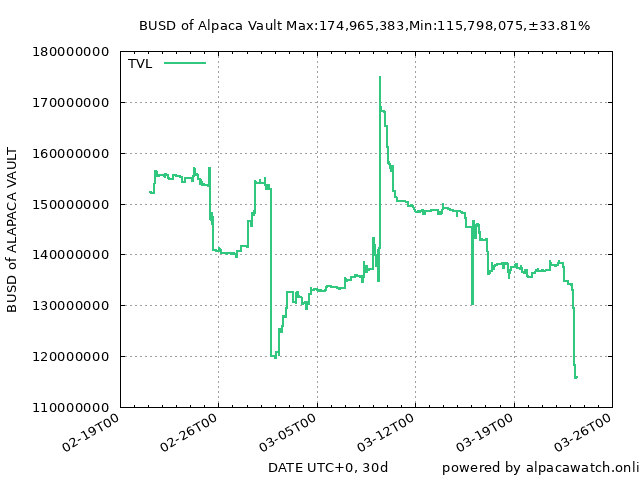 BUSD of Alpaca Vault Max:174,965,383,Min:115,798,075,±33.81%
180000000
TVL
170000000
160000000
150000000
140000000
130000000
120000000
110000000
BUSD of ALAPACA VAULT
02-19T00
02-26T00
03-05T00
03-12T00
03-19T00
03-26T00
DATE UTC+0, 30d
powered by alpacawatch.onli